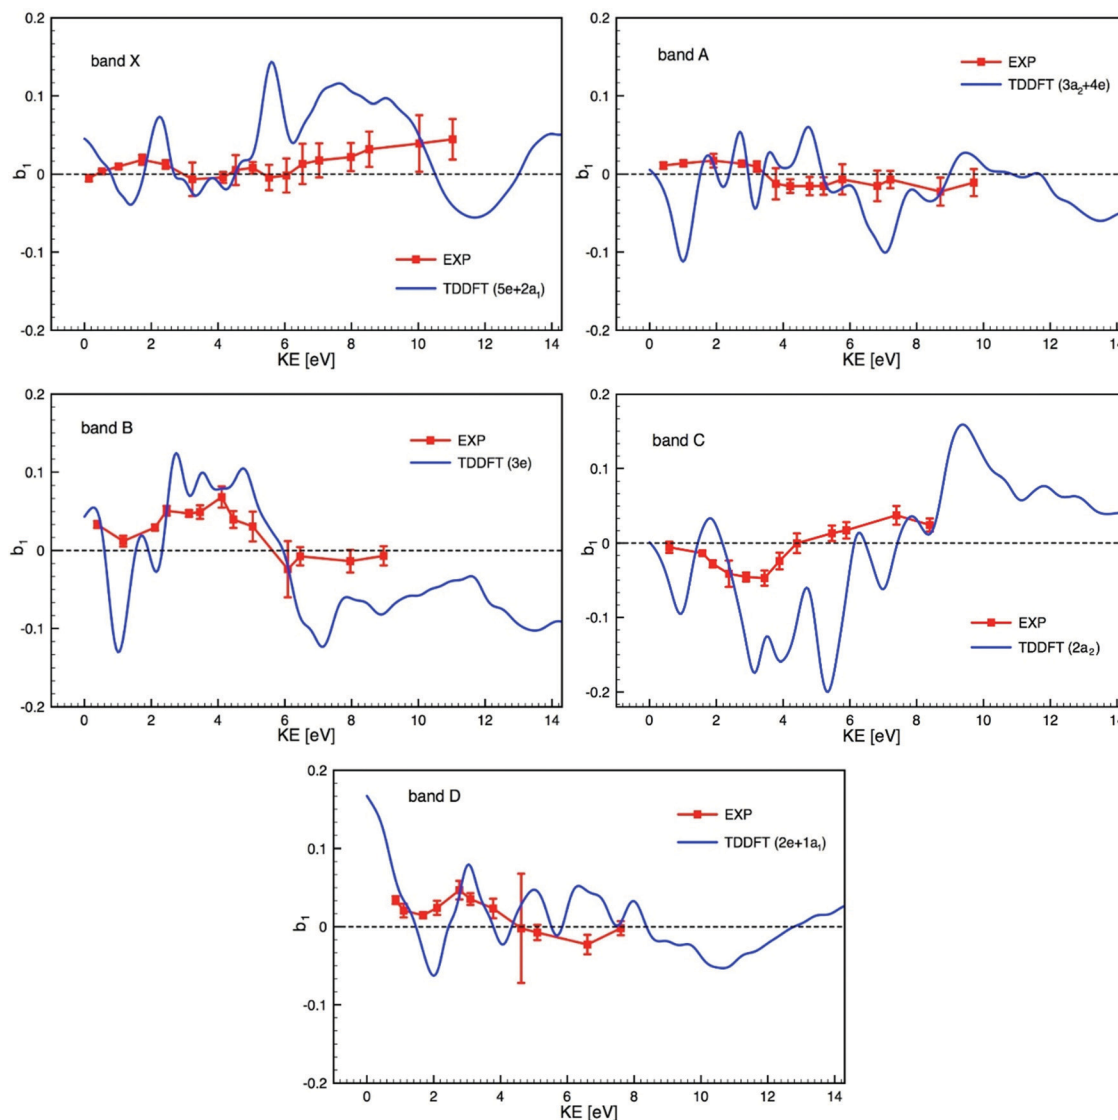 0.2
band X
EXP
TDDFT (5e+2a₁)
0.1
b₁
0
-0.1
-0.2
0 2 4 6 8 10 12 14
KE [eV]
0.2
band A
EXP
TDDFT (3a₂+4e)
0.1
b₁
0
-0.1
-0.2
0 2 4 6 8 10 12 14
KE [eV]
0.2
band B
EXP
TDDFT (3e)
0.1
b₁
0
-0.1
-0.2
0 2 4 6 8 10 12 14
KE [eV]
0.2
band C
0.1
b₁
0
-0.1
EXP
TDDFT (2a₂)
-0.2
0 2 4 6 8 10 12 14
KE [eV]
0.2
band D
EXP
TDDFT (2e+1a₁)
0.1
b₁
0
-0.1
-0.2
0 2 4 6 8 10 12 14
KE [eV]